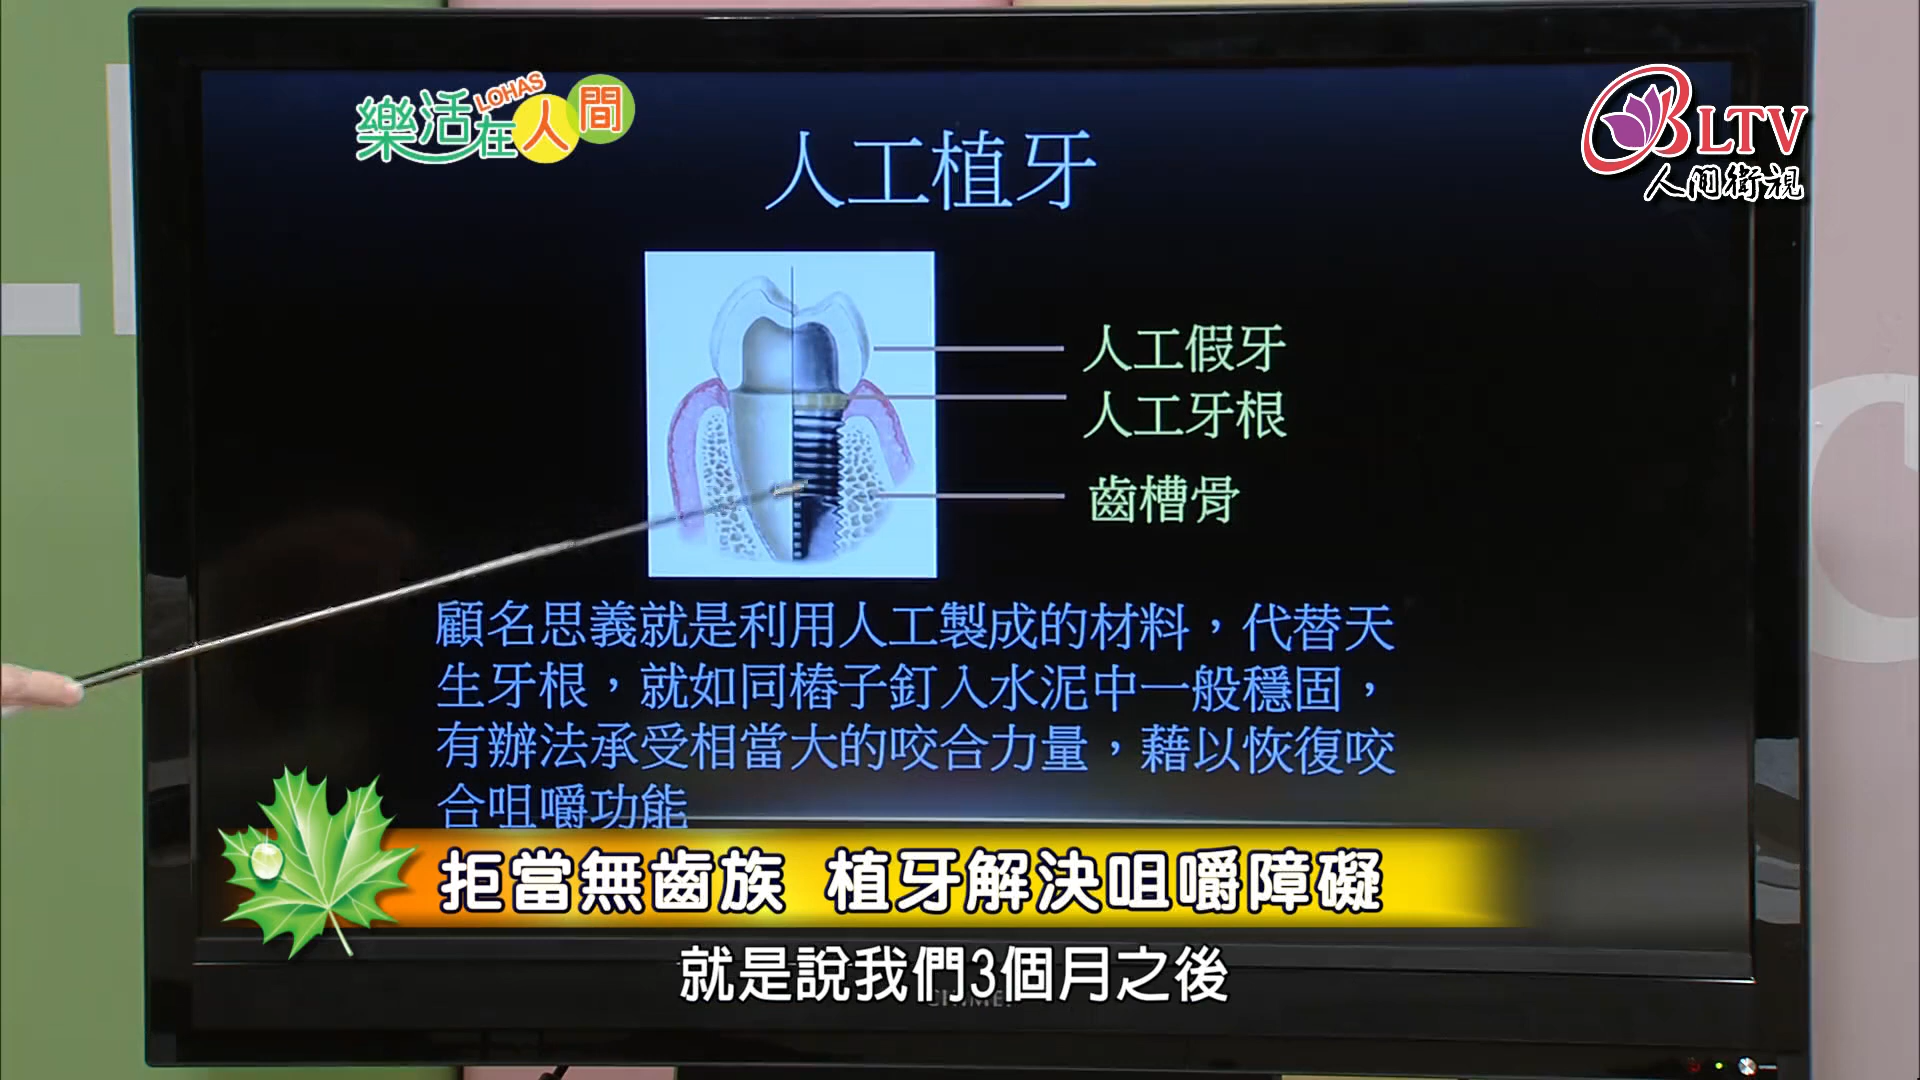 樂活在人間
LOHAS
BLTV
人間衛視
人工植牙
人工假牙
人工牙根
齒槽骨
顧名思義就是利用人工製成的材料，代替天
生牙根，就如同樁子釘入水泥中一般穩固，
有辦法承受相當大的咬合力量，藉以恢復咬
合咀嚼功能
拒當無齒族 植牙解決咀嚼障礙
就是說我們3個月之後
CHIMEI